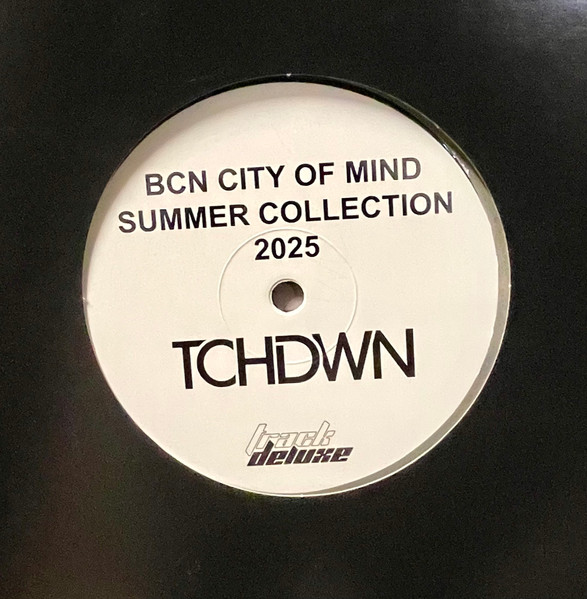 BCN CITY OF MIND
SUMMER COLLECTION
2025
TCHDWN
track
deluxe